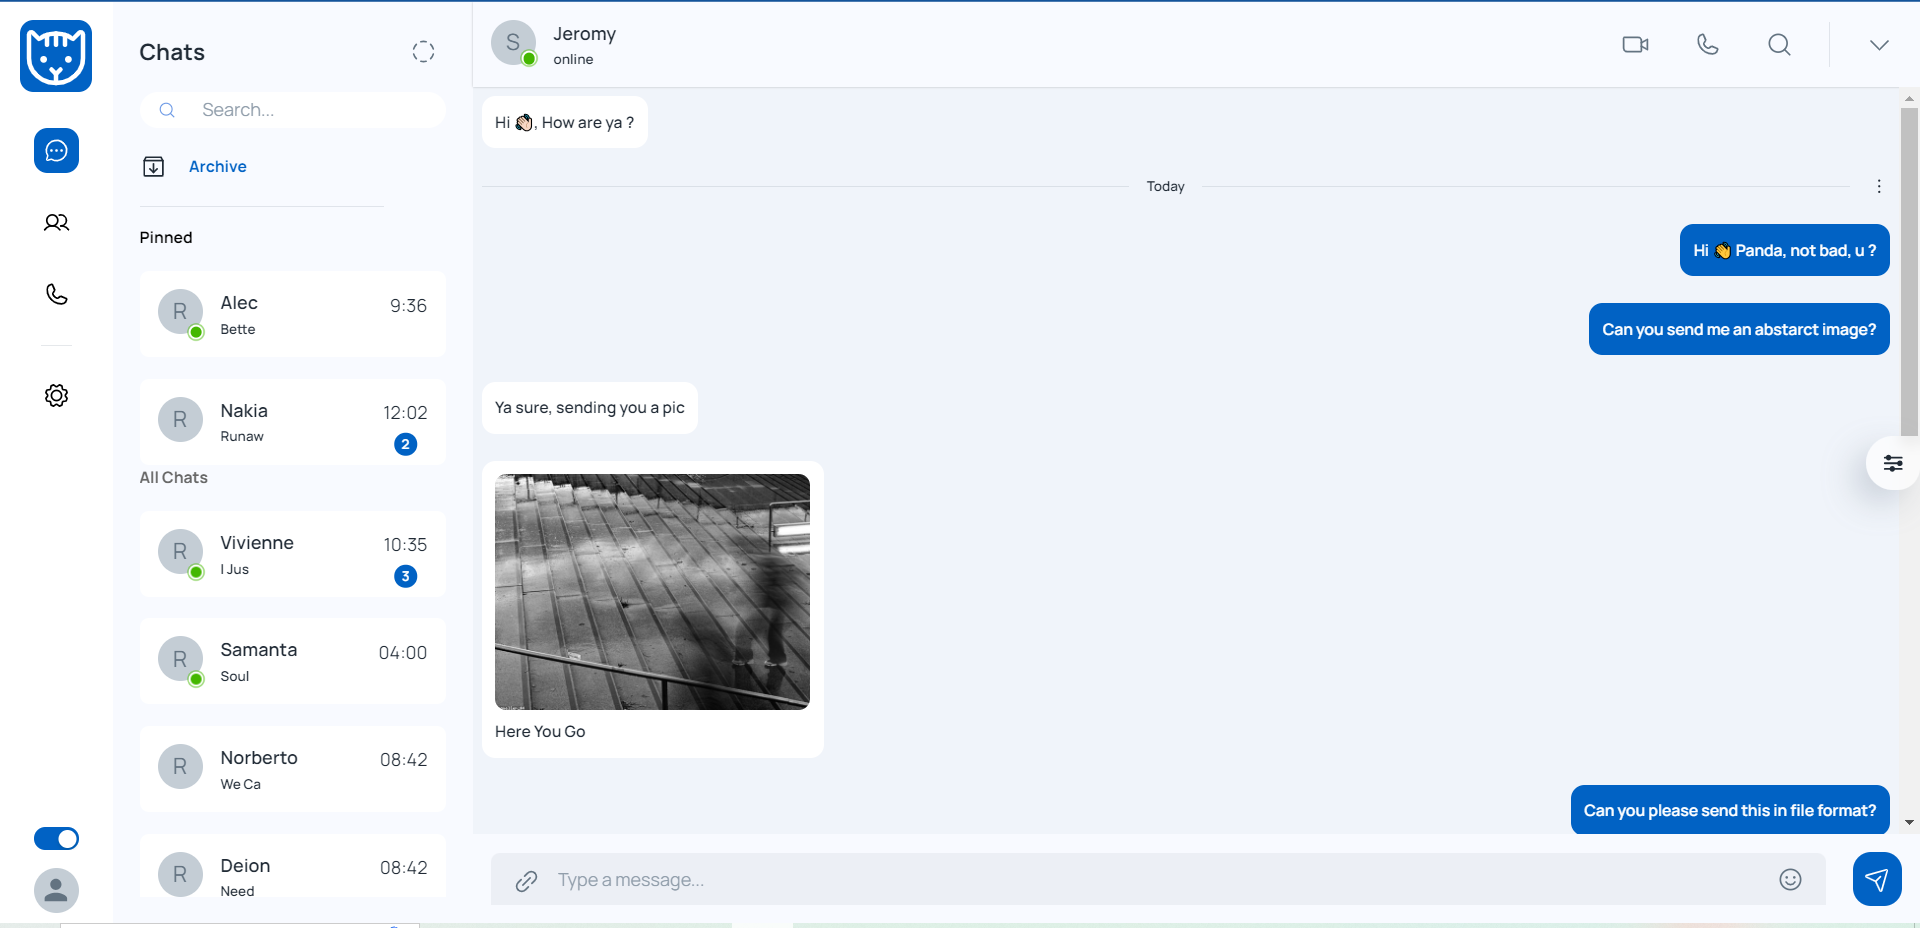 Chats
Search...
Archive
Pinned
R
Alec
9:36
Bette
R
Nakia
12:02
Runaw
2
All Chats
R
Vivienne
10:35
I Jus
3
R
Samanta
04:00
Soul
R
Norberto
08:42
We Ca
R
Deion
08:42
Need
S
Jeromy
online
Hi 👋🏻, How are ya ?
Today
Hi 👋 Panda, not bad, u ?
Can you send me an abstarct image?
Ya sure, sending you a pic
Here You Go
Can you please send this in file format?
Type a message...